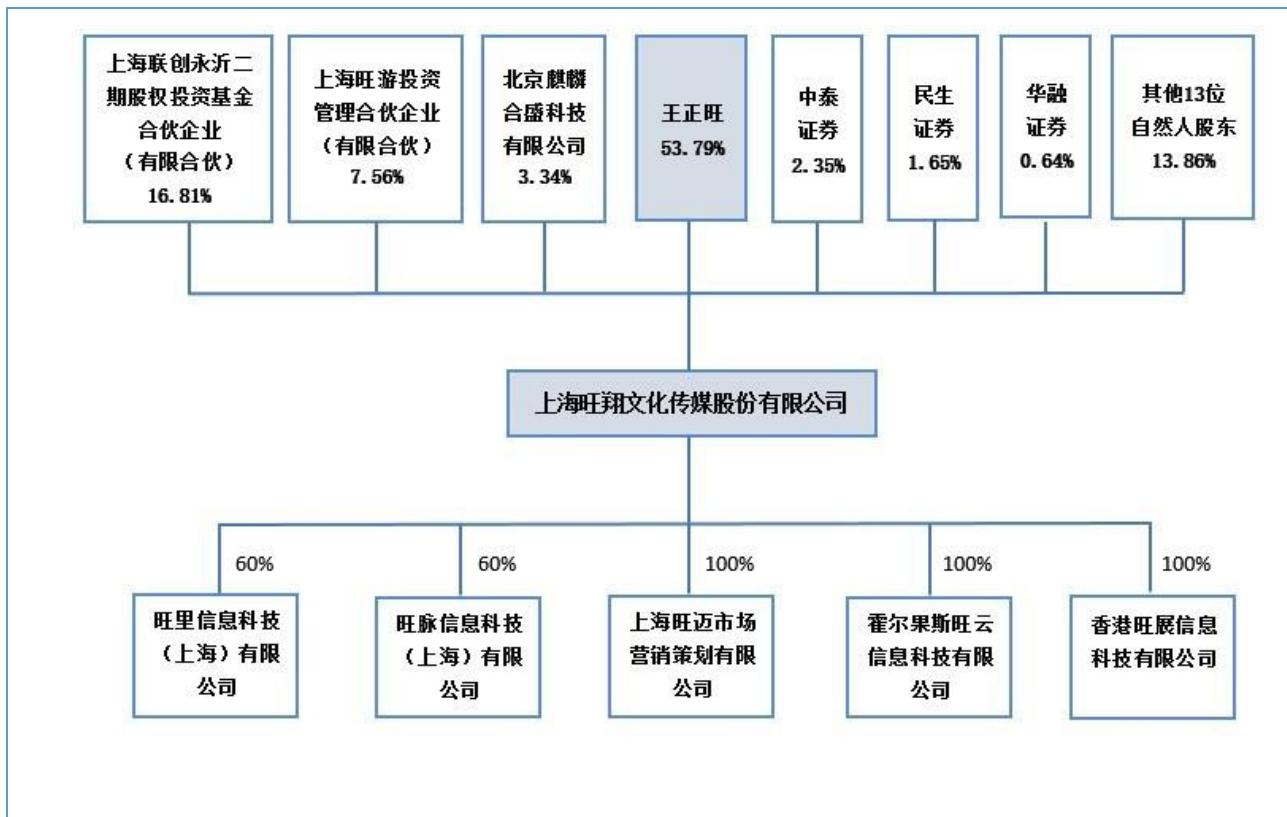 上海联创永沂二
期股权投资基金
合伙企业
（有限合伙）
16.81%
上海旺游投资
管理合伙企业
（有限合伙）
7.56%
北京麒麟
合盛科技
有限公司
3.34%
王正旺
53.79%
中泰
证券
2.35%
民生
证券
1.65%
华融
证券
0.64%
其他13位
自然人股东
13.86%
上海旺翔文化传媒股份有限公司
60%
60%
100%
100%
100%
旺里信息科技
（上海）有限
公司
旺脉信息科技
（上海）有限
公司
上海旺迈市场
营销策划有限
公司
霍尔果斯旺云
信息科技有限
公司
香港旺展信息
科技有限公司